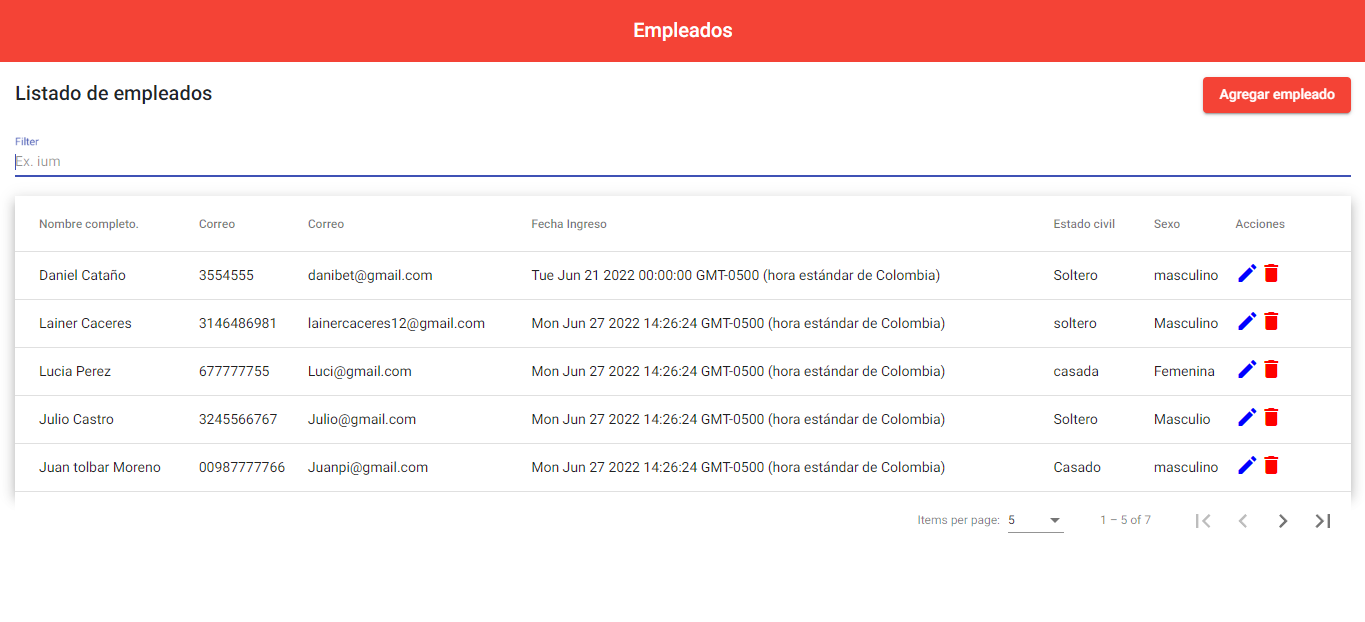 Empleados
Listado de empleados
Agregar empleado
Filter
Ex. ium
Nombre completo. Correo Correo Fecha Ingreso Estado civil Sexo Acciones
Daniel Cataño 3554555 danibet@gmail.com Tue Jun 21 2022 00:00:00 GMT-0500 (hora estándar de Colombia) Soltero masculino
Lainer Caceres 3146486981 lainercaceres12@gmail.com Mon Jun 27 2022 14:26:24 GMT-0500 (hora estándar de Colombia) soltero Masculino
Lucia Perez 677777755 Luci@gmail.com Mon Jun 27 2022 14:26:24 GMT-0500 (hora estándar de Colombia) casada Femenina
Julio Castro 3245566767 Julio@gmail.com Mon Jun 27 2022 14:26:24 GMT-0500 (hora estándar de Colombia) Soltero Masculio
Juan tolbar Moreno 00987777766 Juanpi@gmail.com Mon Jun 27 2022 14:26:24 GMT-0500 (hora estándar de Colombia) Casado masculino
Items per page: 5 1 – 5 of 7